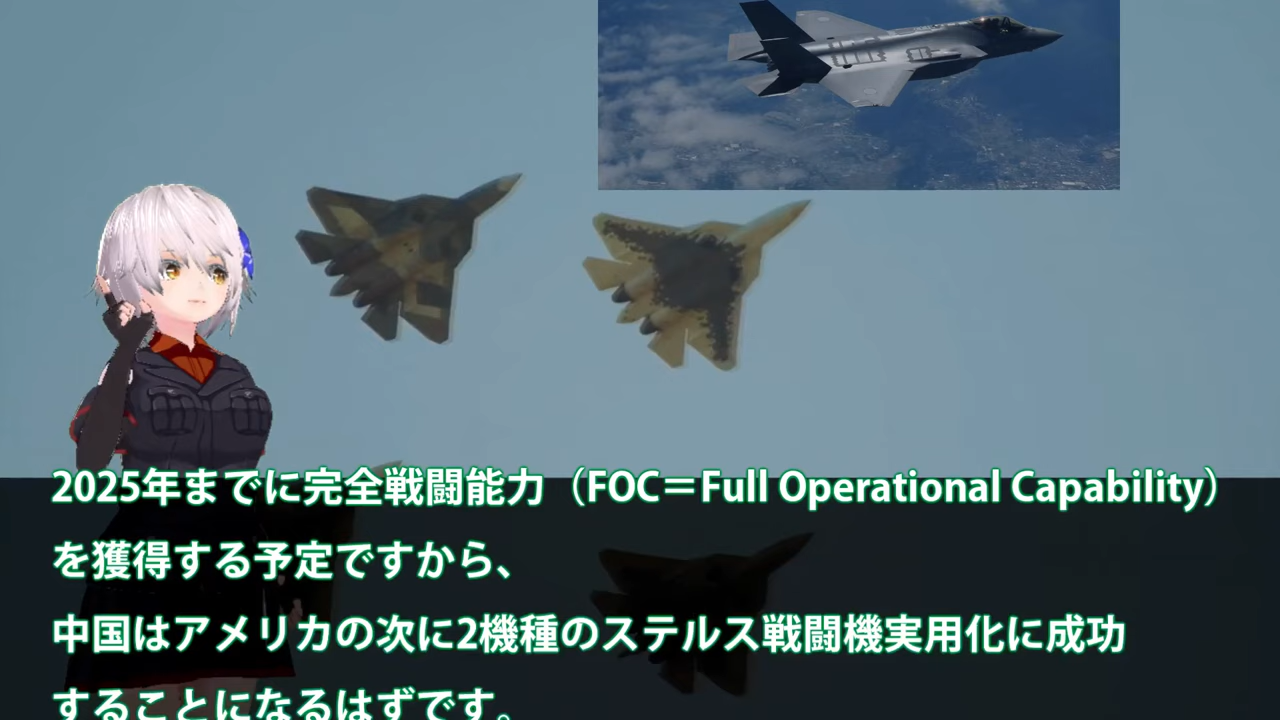 2025年までに完全戦闘能力（FOC＝Full Operational Capability）
を獲得する予定ですから、
中国はアメリカの次に2機種のステルス戦闘機実用化に成功
することになるはずです。